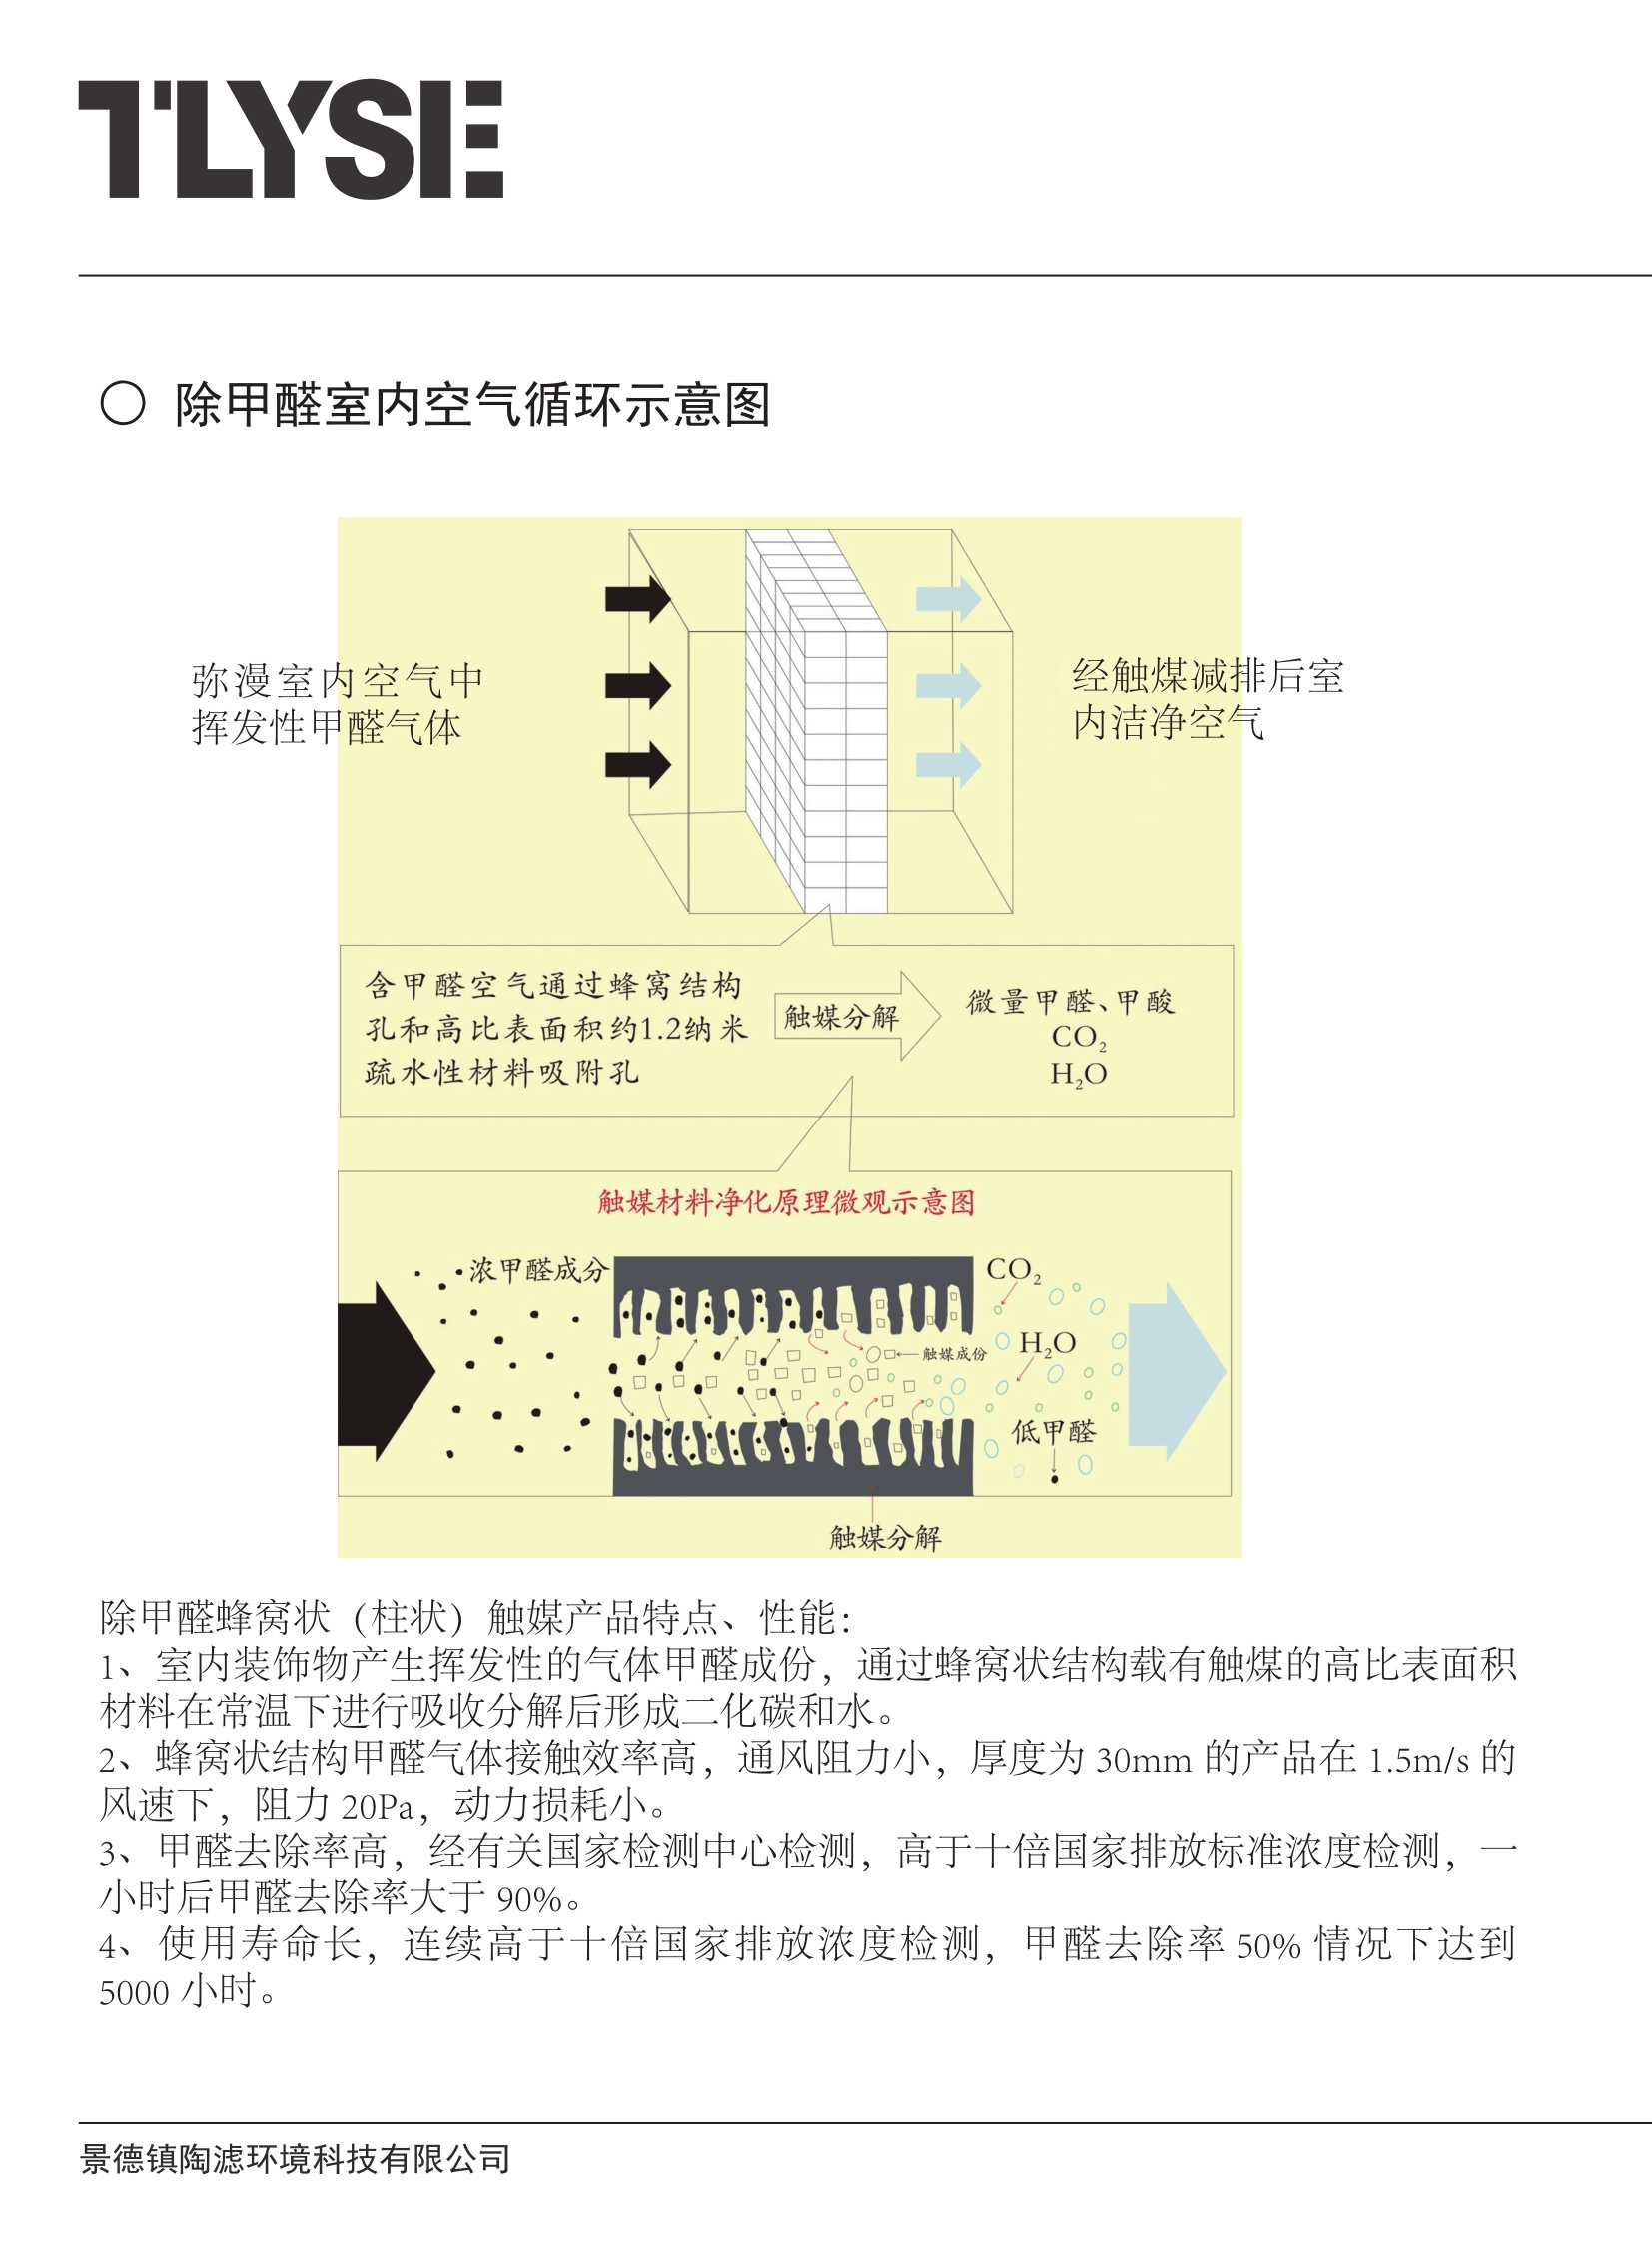 TLYSE
○ 除甲醛室内空气循环示意图
弥漫室内空气中
挥发性甲醛气体
经触煤减排后室
内洁净空气
含甲醛空气通过蜂窝结构
孔和高比表面积约1.2纳米
疏水性材料吸附孔
触媒分解
微量甲醛、甲酸
CO₂
H₂O
触媒材料净化原理微观示意图
浓甲醛成分
CO₂
H₂O
触媒成份
低甲醛
触媒分解
除甲醛蜂窝状（柱状）触媒产品特点、性能：
1、室内装饰物产生挥发性的气体甲醛成份，通过蜂窝状结构载有触煤的高比表面积
材料在常温下进行吸收分解后形成二化碳和水。
2、蜂窝状结构甲醛气体接触效率高，通风阻力小，厚度为 30mm 的产品在 1.5m/s 的
风速下，阻力 20Pa，动力损耗小。
3、甲醛去除率高，经有关国家检测中心检测，高于十倍国家排放标准浓度检测，一
小时后甲醛去除率大于 90%。
4、使用寿命长，连续高于十倍国家排放浓度检测，甲醛去除率 50% 情况下达到
5000 小时。
景德镇陶滤环境科技有限公司